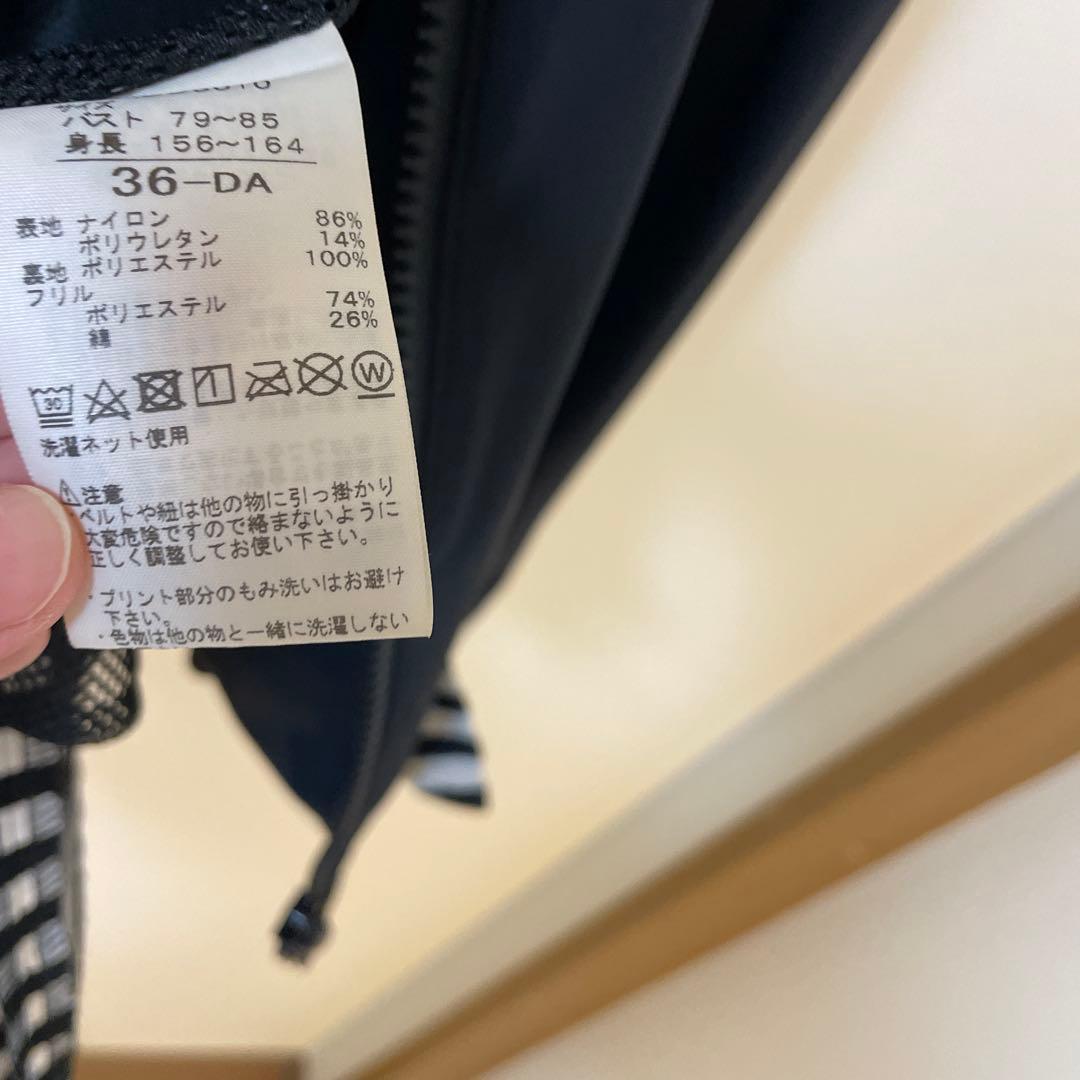 サイズ
バスト 79～85
身長 156～164
36-DA
表地 ナイロン 86%
ポリウレタン 14%
裏地 ポリエステル 100%
フリル
ポリエステル 74%
綿 26%
30
W
洗濯ネット使用
注意
ベルトや紐は他の物に引っ掛かり
大変危険ですので絡まないように
正しく調整してお使い下さい。
・プリント部分のもみ洗いはお避け
下さい。
・色物は他の物と一緒に洗濯しない